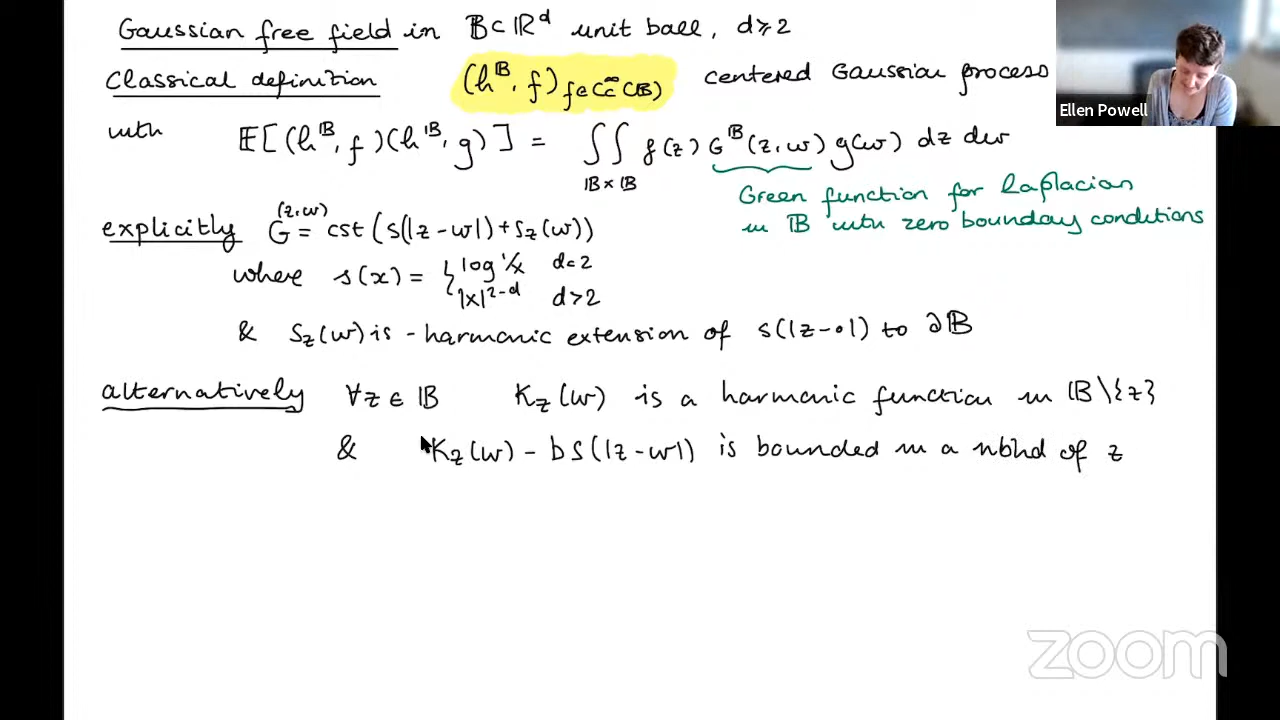 Gaussian free field in 𝔹⊂ℝ^d unit ball, d≥2
Classical definition (h^𝔹, f)_{f∈C_c^∞(𝔹)} centered Gaussian process
with 𝔼[(h^𝔹, f)(h^𝔹, g)] = ∬_{𝔹×𝔹} f(z) G^𝔹(z,w) g(w) dz dw
Green function for Laplacian
in 𝔹 with zero boundary conditions
explicitly G^{(z,w)} = cst (s(|z-w|)+s_z(w))
where s(x) = { log 1/x d=2
|x|^{2-d} d>2
& s_z(w) is -harmonic extension of s(|z-•|) to ∂𝔹
alternatively ∀z∈𝔹 K_z(w) is a harmonic function in 𝔹\{z}
& K_z(w) - bs(|z-w|) is bounded in a nbhd of z
Ellen Powell
zoom